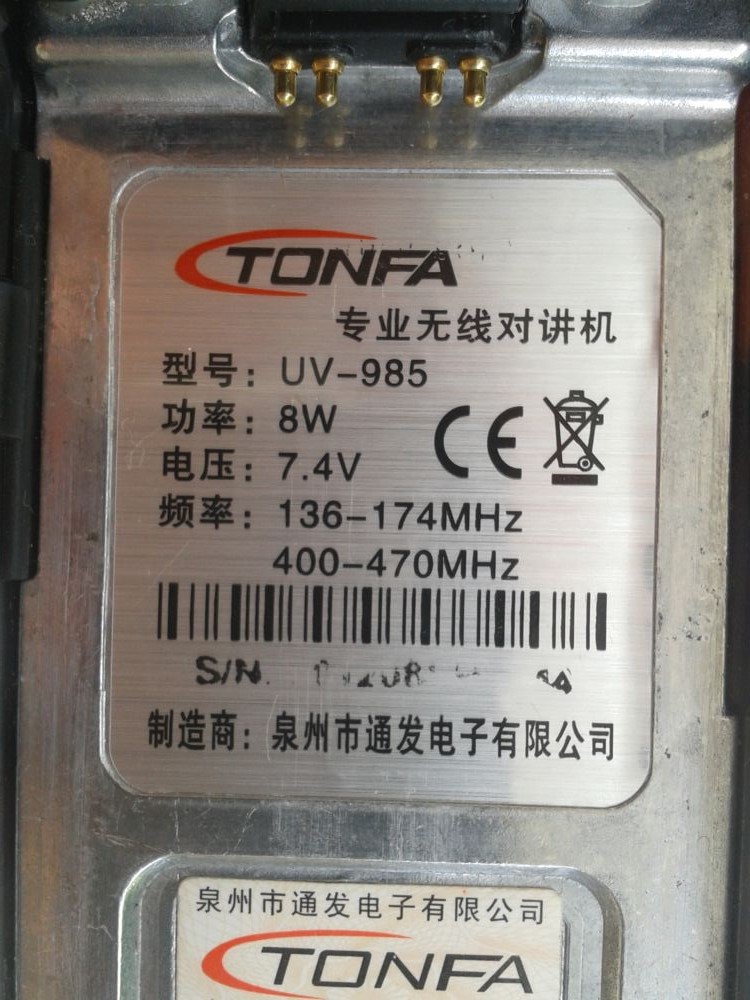 TONFA
专业无线对讲机
型号：UV-985
功率：8W
CE
电压：7.4V
频率：136-174MHz
400-470MHz
S/N.
制造商：泉州市通发电子有限公司
泉州市通发电子有限公司
TONFA